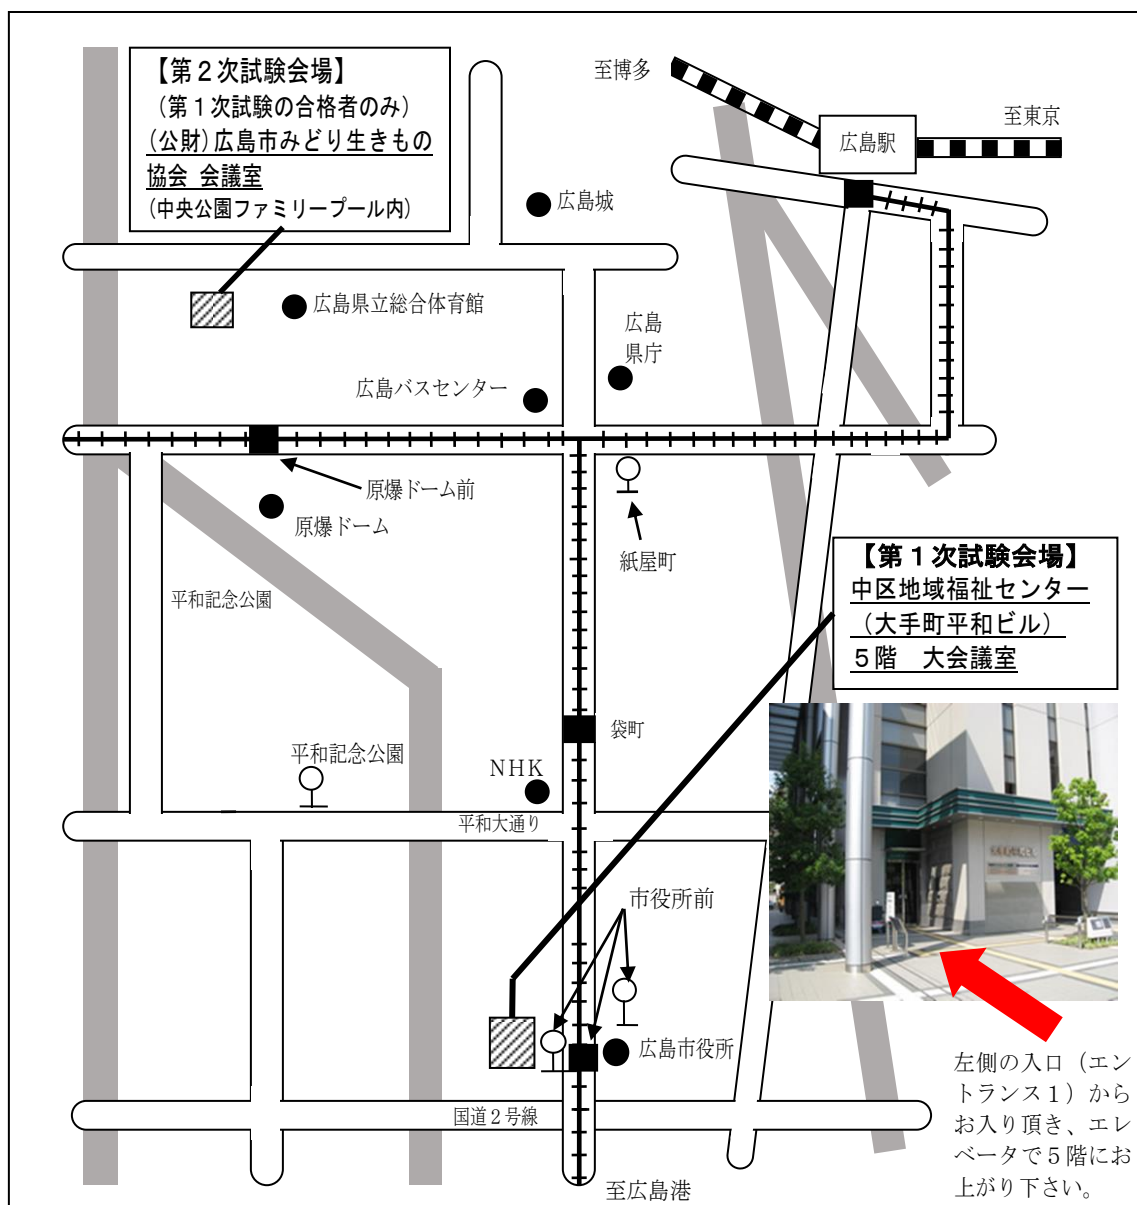 【第２次試験会場】
（第１次試験の合格者のみ）
(公財)広島市みどり生きもの
協会 会議室
(中央公園ファミリープール内)
至博多
広島駅
至東京
広島城
広島県立総合体育館
広島
県庁
広島バスセンター
原爆ドーム前
原爆ドーム
紙屋町
平和記念公園
【第１次試験会場】
中区地域福祉センター
（大手町平和ビル）
５階　大会議室
袋町
平和記念公園
NHK
平和大通り
市役所前
広島市役所
左側の入口（エン
トランス１）から
お入り頂き、エレ
ベータで５階にお
上がり下さい。
国道２号線
至広島港